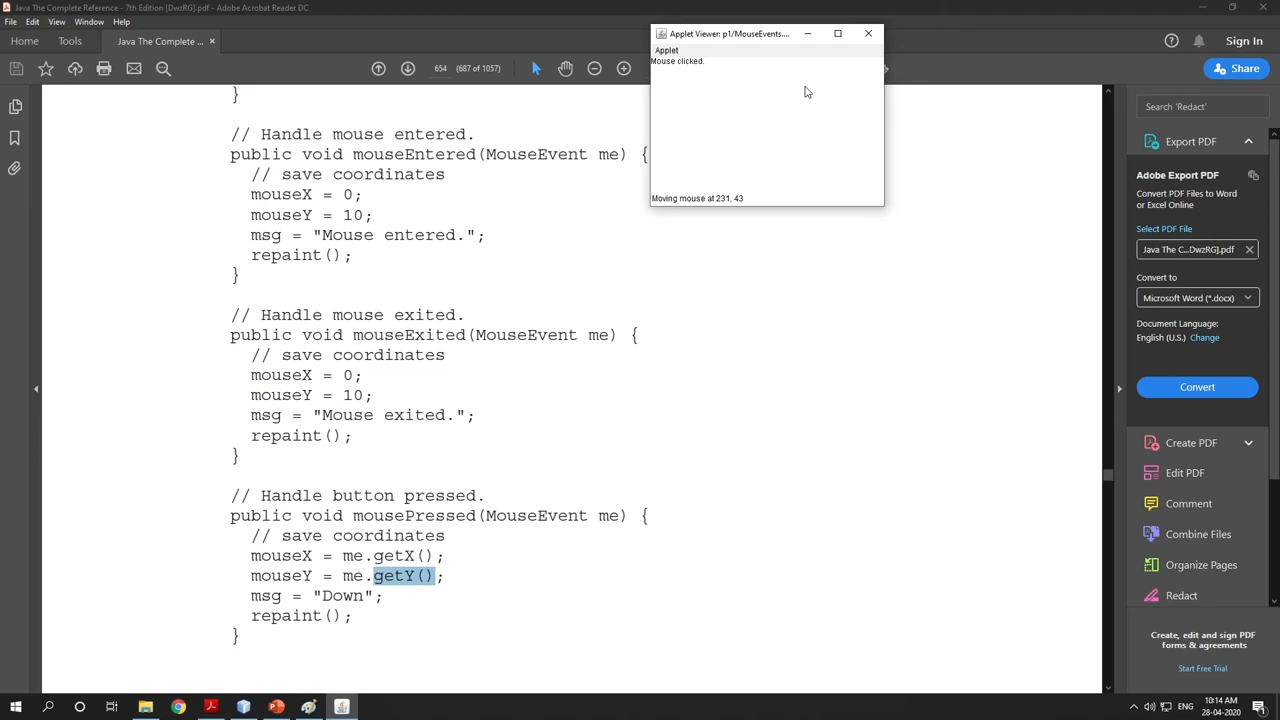 Java The Complete Reference - 7th Edition [DwzRG].pdf - Adobe Acrobat Reader DC
File Edit View Window Help
Home Tools Java The Complete ... ×
Sign In
654 (687 of 1057)
Share
Applet Viewer: p1/MouseEvents....
Applet
Mouse clicked.
Moving mouse at 231, 43
}
// Handle mouse entered.
public void mouseEntered(MouseEvent me) {
// save coordinates
mouseX = 0;
mouseY = 10;
msg = "Mouse entered.";
repaint();
}
// Handle mouse exited.
public void mouseExited(MouseEvent me) {
// save coordinates
mouseX = 0;
mouseY = 10;
msg = "Mouse exited.";
repaint();
}
// Handle button pressed.
public void mousePressed(MouseEvent me) {
// save coordinates
mouseX = me.getX();
mouseY = me.getY();
msg = "Down";
repaint();
}
Search 'Redact'
Export PDF
Adobe Export PDF
Convert PDF Files to Word
or Excel Online
Select PDF File
Java The C...DwzRG].pdf
Convert to
Microsoft Word (*.docx)
Document Language:
English (U.S.) Change
Convert
Create PDF
Edit PDF
Comment
Combine Files
Organize Pages
Redact
Create, edit and sign PDF
forms & agreements
Start Free Trial
10:14 AM
28-04-2020